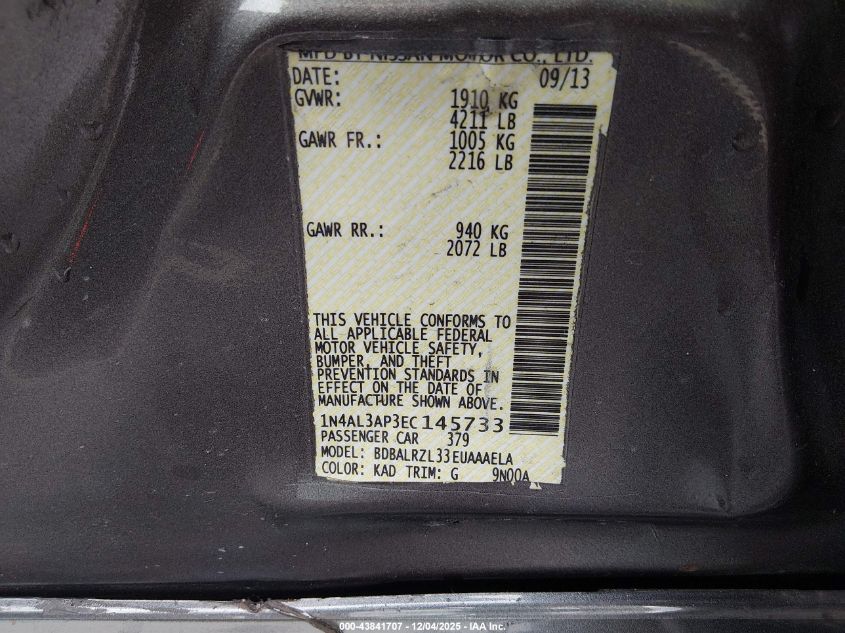 MFD BY NISSAN MOTOR CO., LTD.
DATE: 09/13
GVWR: 1910 KG
4211 LB
GAWR FR.: 1005 KG
2216 LB
GAWR RR.: 940 KG
2072 LB
THIS VEHICLE CONFORMS TO
ALL APPLICABLE FEDERAL
MOTOR VEHICLE SAFETY,
BUMPER, AND THEFT
PREVENTION STANDARDS IN
EFFECT ON THE DATE OF
MANUFACTURE SHOWN ABOVE.
1N4AL3AP3EC145733
PASSENGER CAR 379
MODEL: BDBALRZL33EUAAAELA
COLOR: KAD TRIM: G 9N00A
000-43841707 - 12/04/2025 - IAA Inc.